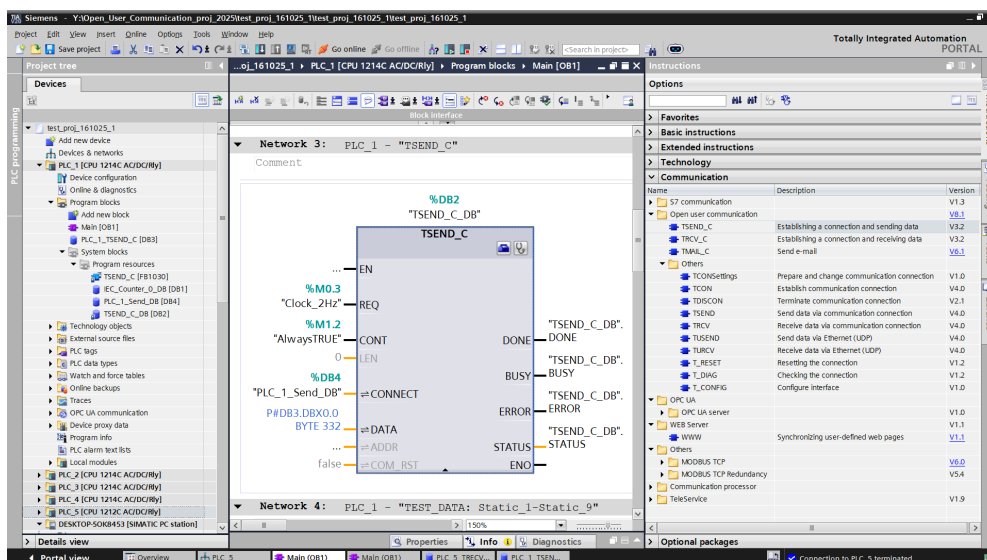 Siemens - Y:\Open_User_Communication_proj_2025\test_proj_161025_1\test_proj_161025_1\test_proj_161025_1
Project Edit View Insert Online Options Tools Window Help
Totally Integrated Automation
PORTAL
Save project
Go online
Go offline
<Search in project>
Project tree
...oj_161025_1 PLC_1 [CPU 1214C AC/DC/Rly] Program blocks Main [OB1]
Instructions
Devices
PLC programming
test_proj_161025_1
Add new device
Devices & networks
PLC_1 [CPU 1214C AC/DC/Rly]
Device configuration
Online & diagnostics
Program blocks
Add new block
Main [OB1]
PLC_1_TSEND_C [DB3]
System blocks
Program resources
TSEND_C [FB1030]
IEC_Counter_0_DB [DB1]
PLC_1_Send_DB [DB4]
TSEND_C_DB [DB2]
Technology objects
External source files
PLC tags
PLC data types
Watch and force tables
Online backups
Traces
OPC UA communication
Device proxy data
Program info
PLC alarm text lists
Local modules
PLC_2 [CPU 1214C AC/DC/Rly]
PLC_3 [CPU 1214C AC/DC/Rly]
PLC_4 [CPU 1214C AC/DC/Rly]
PLC_5 [CPU 1212C AC/DC/Rly]
DESKTOP-SOK8453 [SIMATIC PC station]
Details view
Block interface
Network 3: PLC_1 - "TSEND_C"
Comment
%DB2
"TSEND_C_DB"
TSEND_C
... EN
%M0.3
"Clock_2Hz" REQ
%M1.2
"AlwaysTRUE" CONT
0 LEN
%DB4
"PLC_1_Send_DB" CONNECT
P#DB3.DBX0.0
BYTE 332 DATA
... ADDR
false COM_RST
"TSEND_C_DB".
DONE DONE
"TSEND_C_DB".
BUSY BUSY
"TSEND_C_DB".
ERROR ERROR
"TSEND_C_DB".
STATUS STATUS
ENO
Network 4: PLC_1 - "TEST_DATA: Static_1-Static_9"
150%
Properties Info Diagnostics
Options
Favorites
Basic instructions
Extended instructions
Technology
Communication
Name Description Version
S7 communication V1.3
Open user communication V8.1
TSEND_C Establishing a connection and sending data V3.2
TRCV_C Establishing a connection and receiving data V3.2
TMAIL_C Send e-mail V6.1
Others
TCONSettings Prepare and change communication connection V1.0
TCON Establish communication connection V4.0
TDISCON Terminate communication connection V2.1
TSEND Send data via communication connection V4.0
TRCV Receive data via communication connection V4.0
TUSEND Send data via Ethernet (UDP) V4.0
TURCV Receive data via Ethernet (UDP) V4.0
T_RESET Resetting the connection V1.2
T_DIAG Checking the connection V1.2
T_CONFIG Configure interface V1.0
OPC UA
OPC UA server V1.0
WEB Server V1.1
WWW Synchronizing user-defined web pages V1.1
Others
MODBUS TCP V6.0
MODBUS TCP Redundancy V5.4
Communication processor
TeleService V1.9
Optional packages
Portal view Overview PLC_5 Main (OB1) Main (OB1) PLC_5_TRECV... PLC_1_TSEN... Connection to PLC_5 terminated